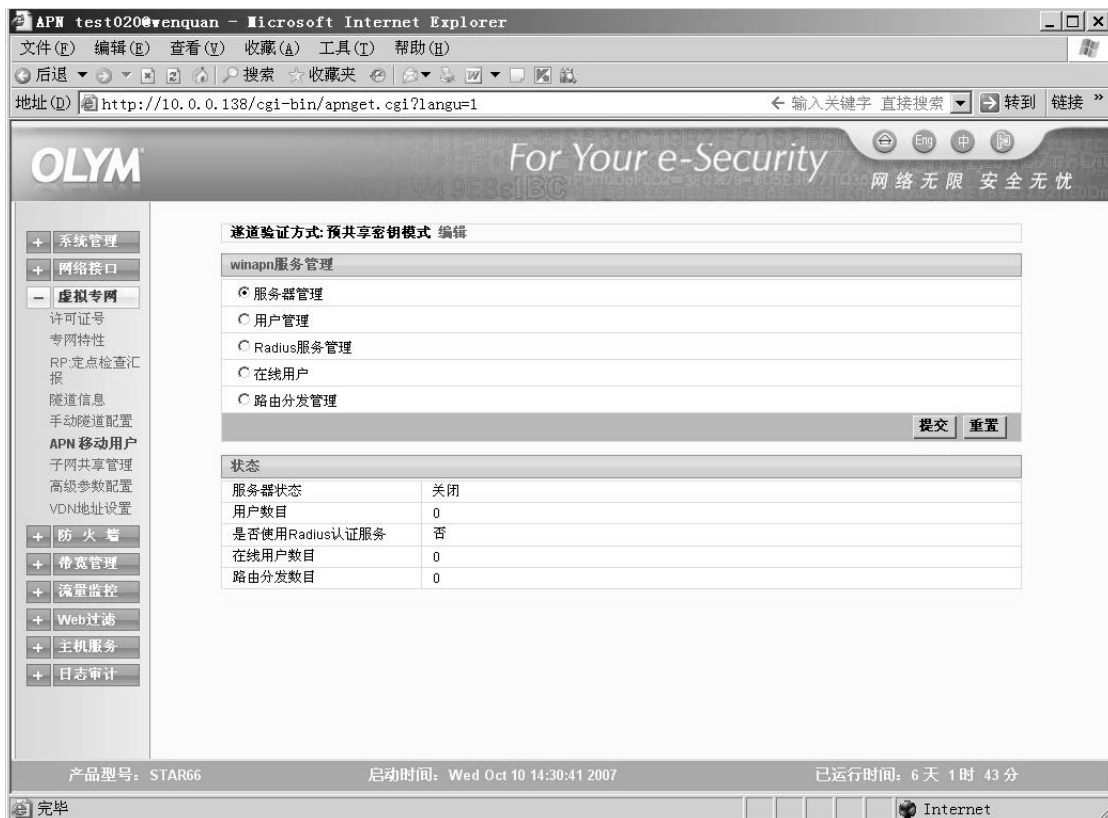 APN test020@wenquan - Microsoft Internet Explorer
文件(F) 编辑(E) 查看(V) 收藏(A) 工具(T) 帮助(H)
后退 搜索 收藏夹
地址(D) http://10.0.0.138/cgi-bin/apnget.cgi?langu=1 输入关键字 直接搜索 转到 链接 »
OLYM
For Your e-Security
Eng 中
网络无限 安全无忧
+ 系统管理
+ 网络接口
- 虚拟专网
许可证号
专网特性
RP:定点检查汇
报
隧道信息
手动隧道配置
APN 移动用户
子网共享管理
高级参数配置
VDN地址设置
+ 防 火 墙
+ 带宽管理
+ 流量监控
+ Web过滤
+ 主机服务
+ 日志审计
遂道验证方式: 预共享密钥模式 编辑
winapn服务管理
服务器管理
用户管理
Radius服务管理
在线用户
路由分发管理
提交 重置
状态
服务器状态 关闭
用户数目 0
是否使用Radius认证服务 否
在线用户数目 0
路由分发数目 0
产品型号: STAR66 启动时间: Wed Oct 10 14:30:41 2007 已运行时间: 6 天 1 时 43 分
完毕 Internet